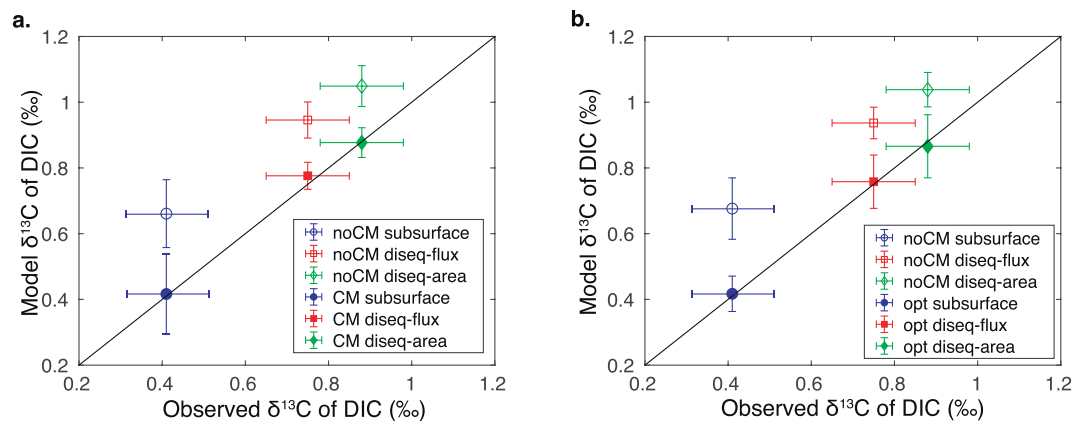 a.
1.2
1
0.8
0.6
0.4
0.2
Model δ¹³C of DIC (‰)
noCM subsurface
noCM diseq-flux
noCM diseq-area
CM subsurface
CM diseq-flux
CM diseq-area
0.2 0.4 0.6 0.8 1 1.2
Observed δ¹³C of DIC (‰)
b.
1.2
1
0.8
0.6
0.4
0.2
Model δ¹³C of DIC (‰)
noCM subsurface
noCM diseq-flux
noCM diseq-area
opt subsurface
opt diseq-flux
opt diseq-area
0.2 0.4 0.6 0.8 1 1.2
Observed δ¹³C of DIC (‰)